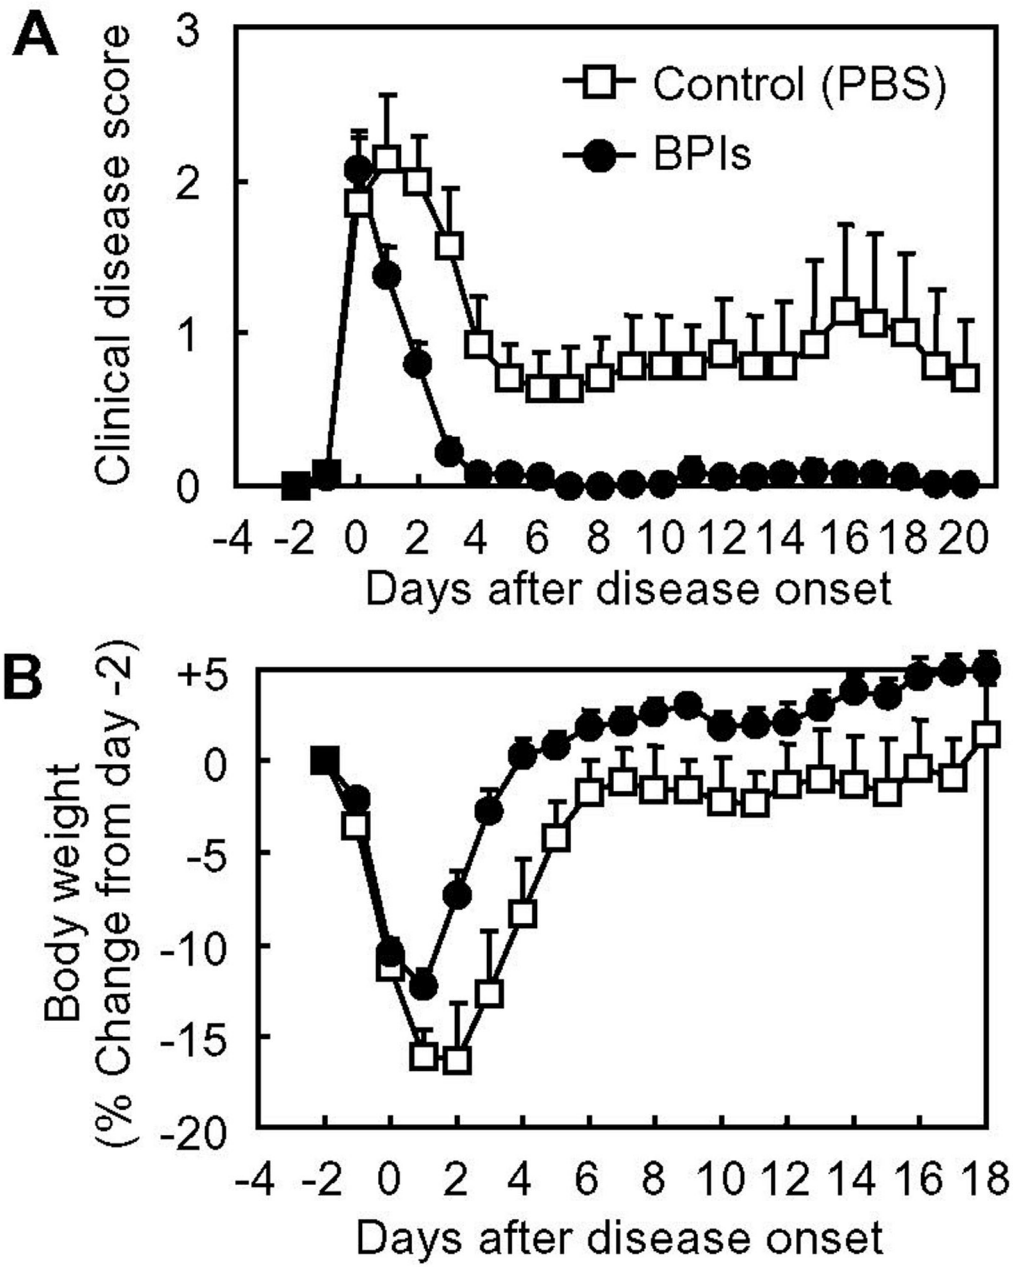 A
Clinical disease score
3
2
1
0
Control (PBS)
BPIs
-4 -2 0 2 4 6 8 10 12 14 16 18 20
Days after disease onset
B
Body weight
(% Change from day -2)
+5
0
-5
-10
-15
-20
-4 -2 0 2 4 6 8 10 12 14 16 18
Days after disease onset